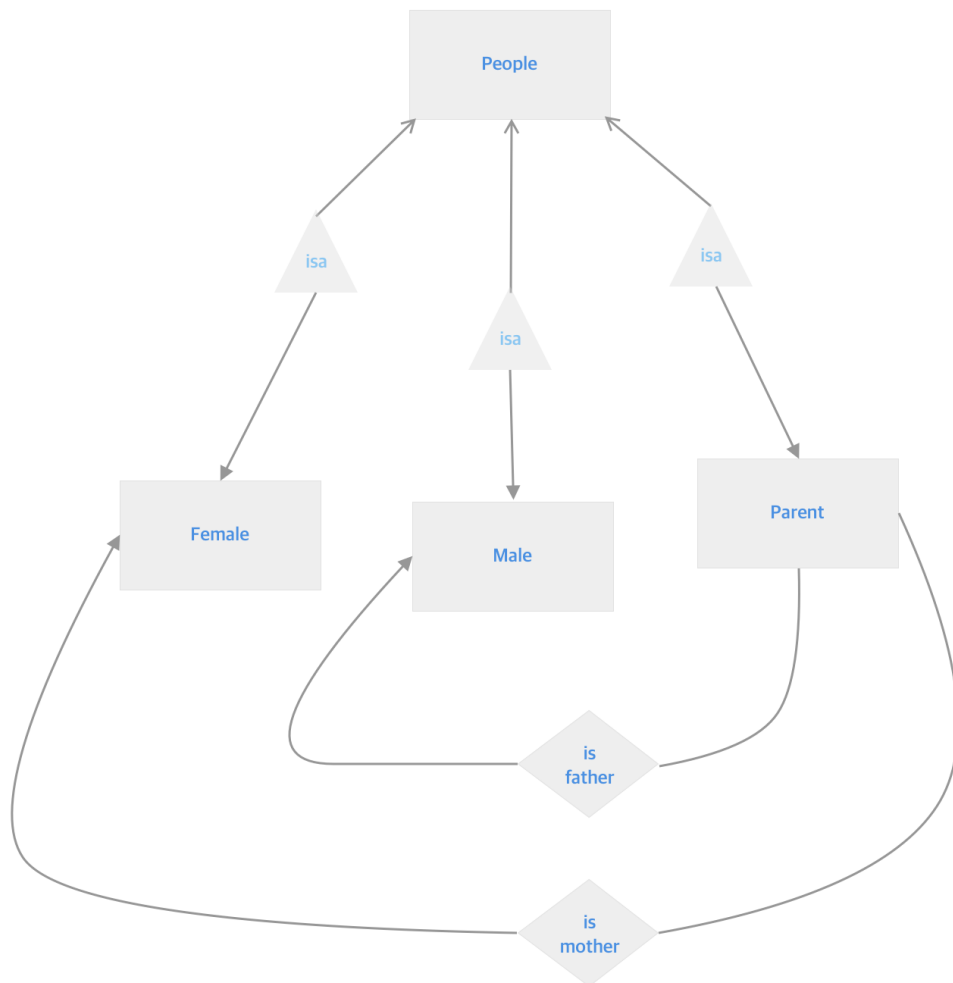 People
isa
isa
isa
Female
Male
Parent
is
father
is
mother